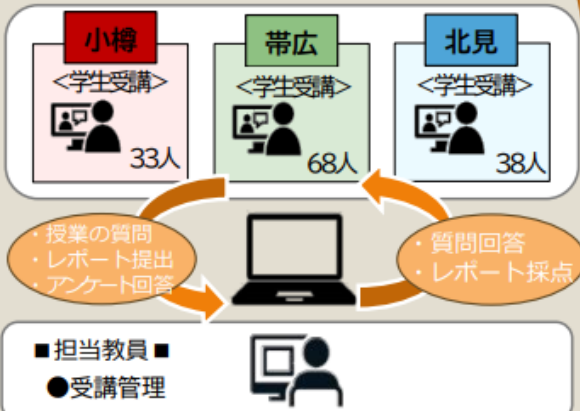 小樽
<学生受講>
33人
帯広
<学生受講>
68人
北見
<学生受講>
38人
・授業の質問
・レポート提出
・アンケート回答
・質問回答
・レポート採点
■担当教員■
●受講管理